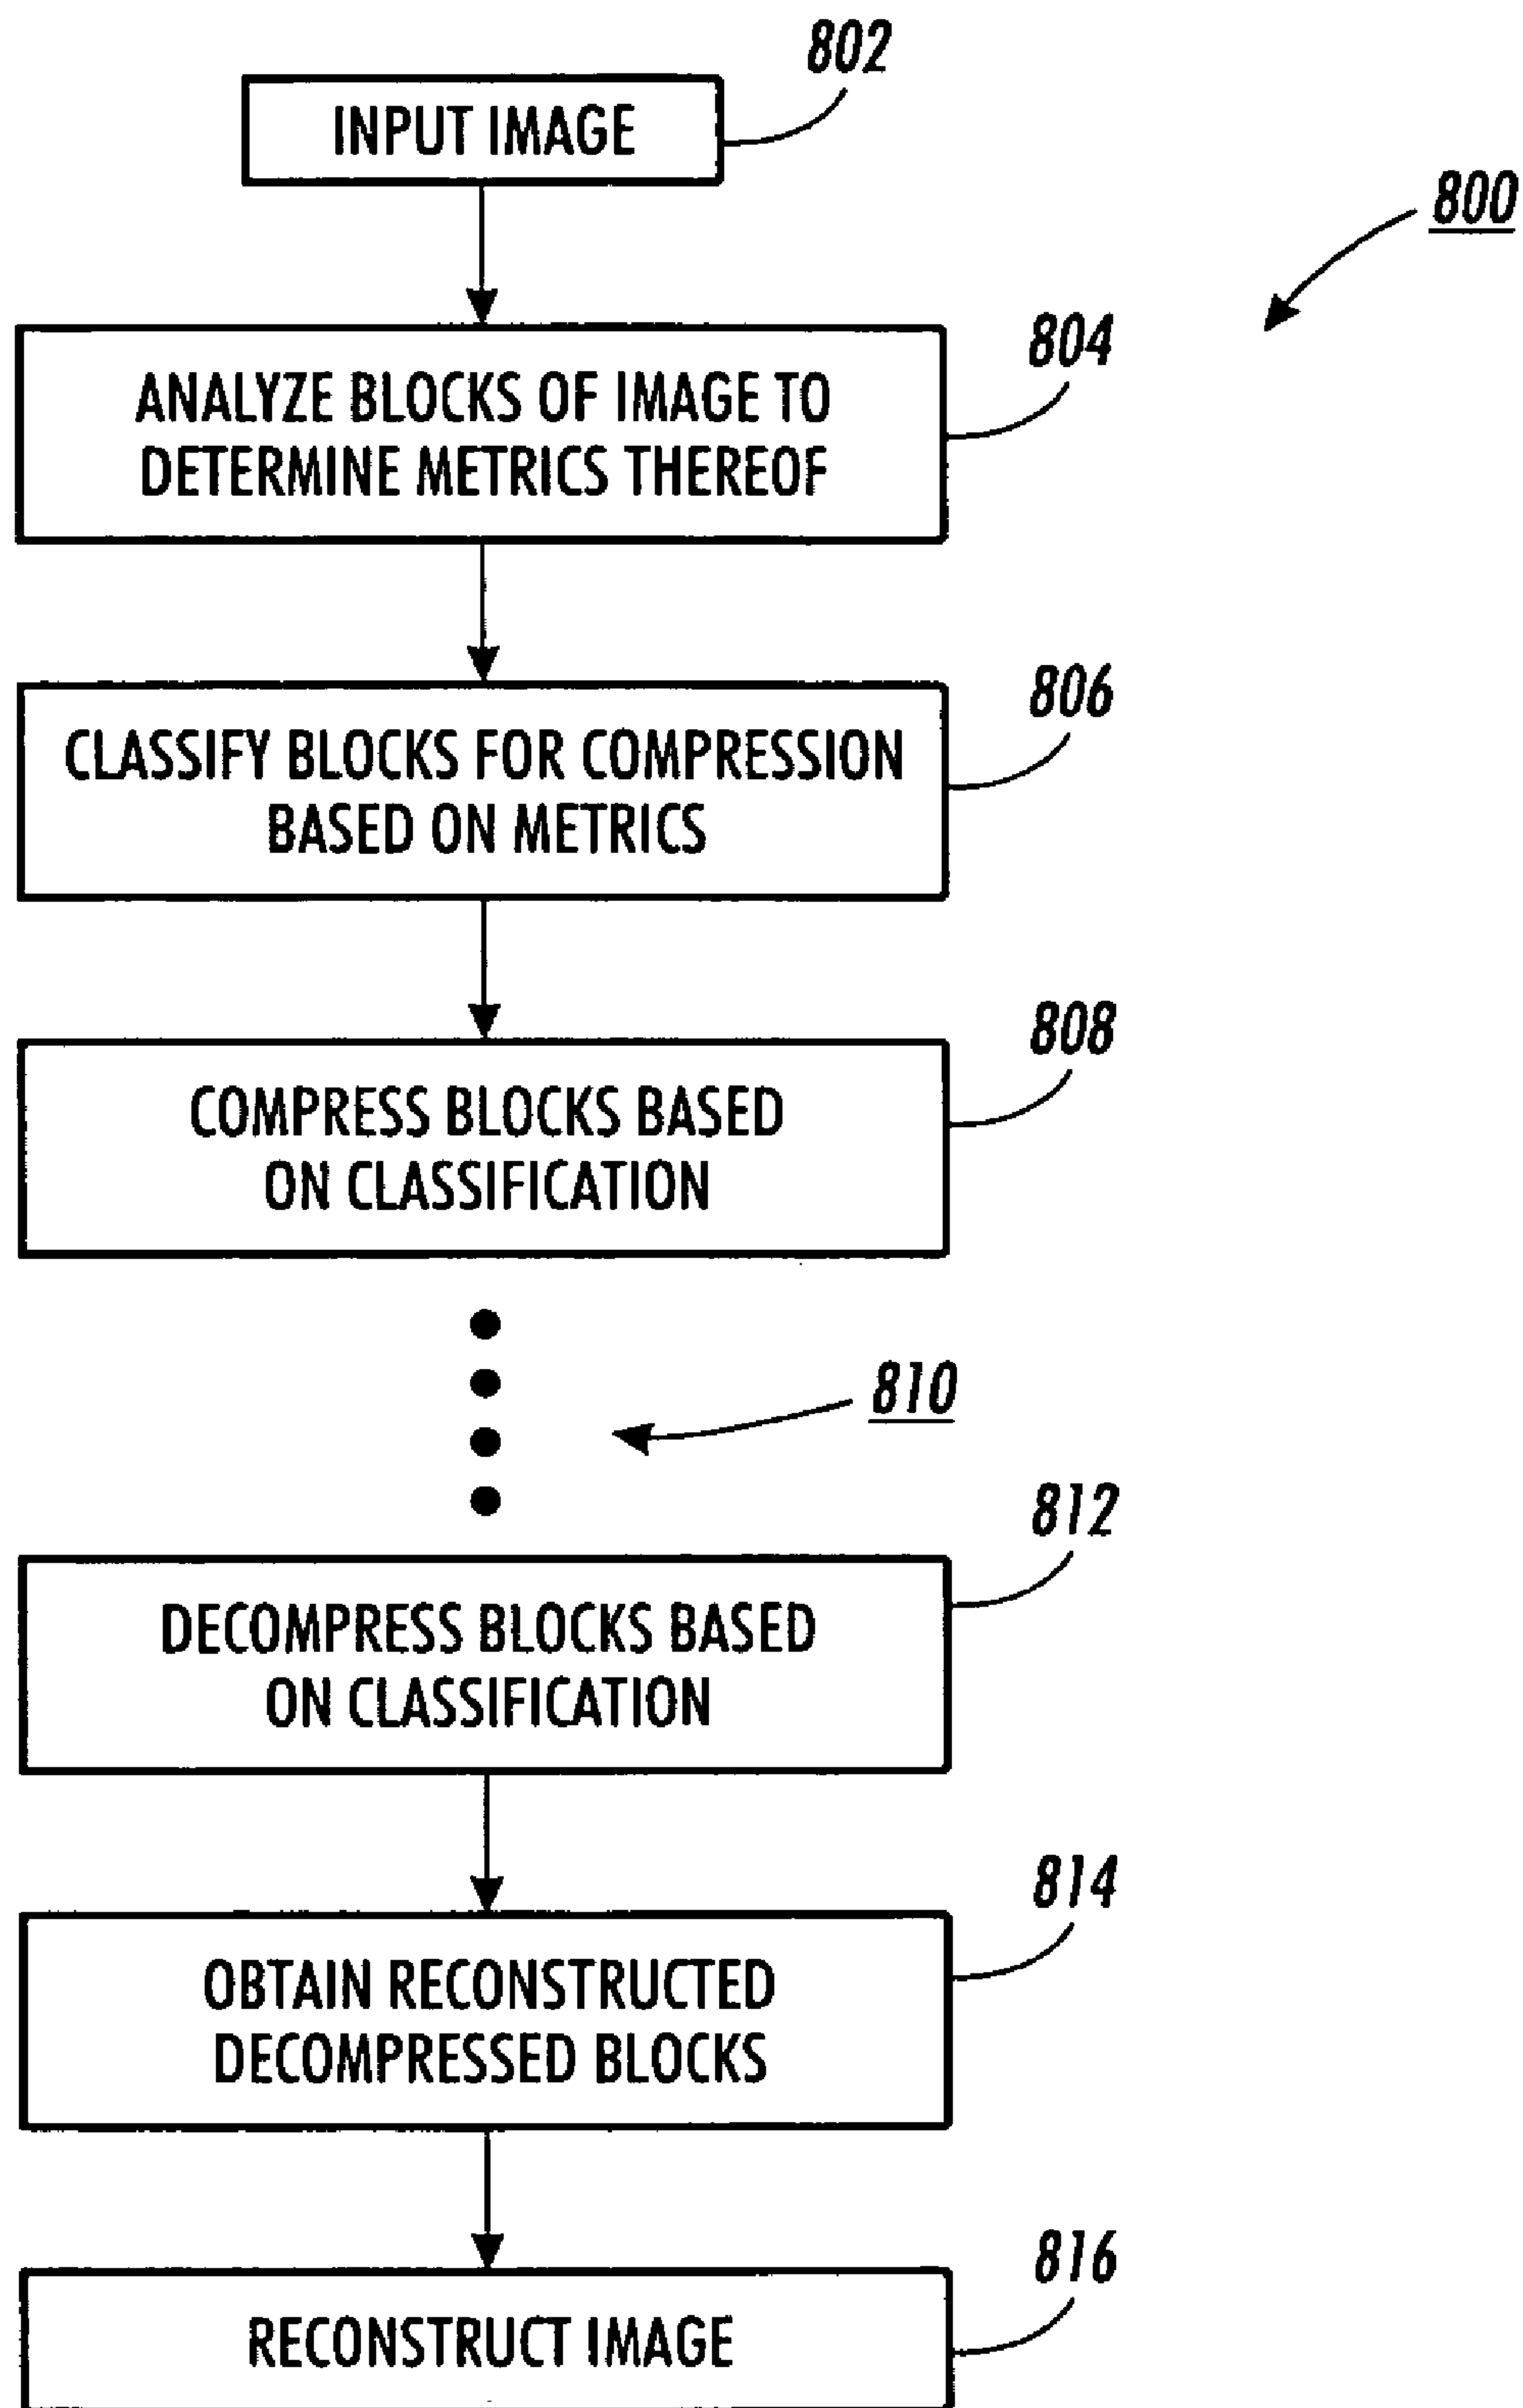 802
INPUT IMAGE
800
804
ANALYZE BLOCKS OF IMAGE TO
DETERMINE METRICS THEREOF
806
CLASSIFY BLOCKS FOR COMPRESSION
BASED ON METRICS
808
COMPRESS BLOCKS BASED
ON CLASSIFICATION
810
812
DECOMPRESS BLOCKS BASED
ON CLASSIFICATION
814
OBTAIN RECONSTRUCTED
DECOMPRESSED BLOCKS
816
RECONSTRUCT IMAGE